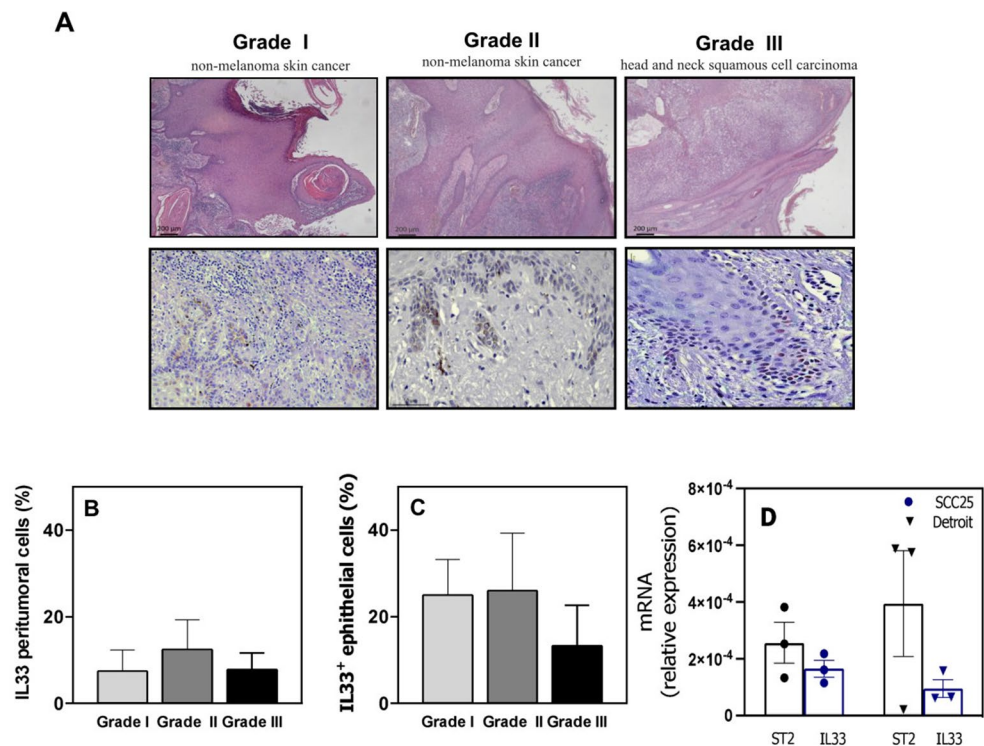 A
Grade I
non-melanoma skin cancer
Grade II
non-melanoma skin cancer
Grade III
head and neck squamous cell carcinoma
200 µm
200 µm
200 µm
B
IL33 peritumoral cells (%)
40
20
0
Grade I Grade II Grade III
C
IL33⁺ ephithelial cells (%)
40
20
0
Grade I Grade II Grade III
D
mRNA
(relative expression)
8×10⁻⁴
6×10⁻⁴
4×10⁻⁴
2×10⁻⁴
0
SCC25
Detroit
ST2 IL33 ST2 IL33